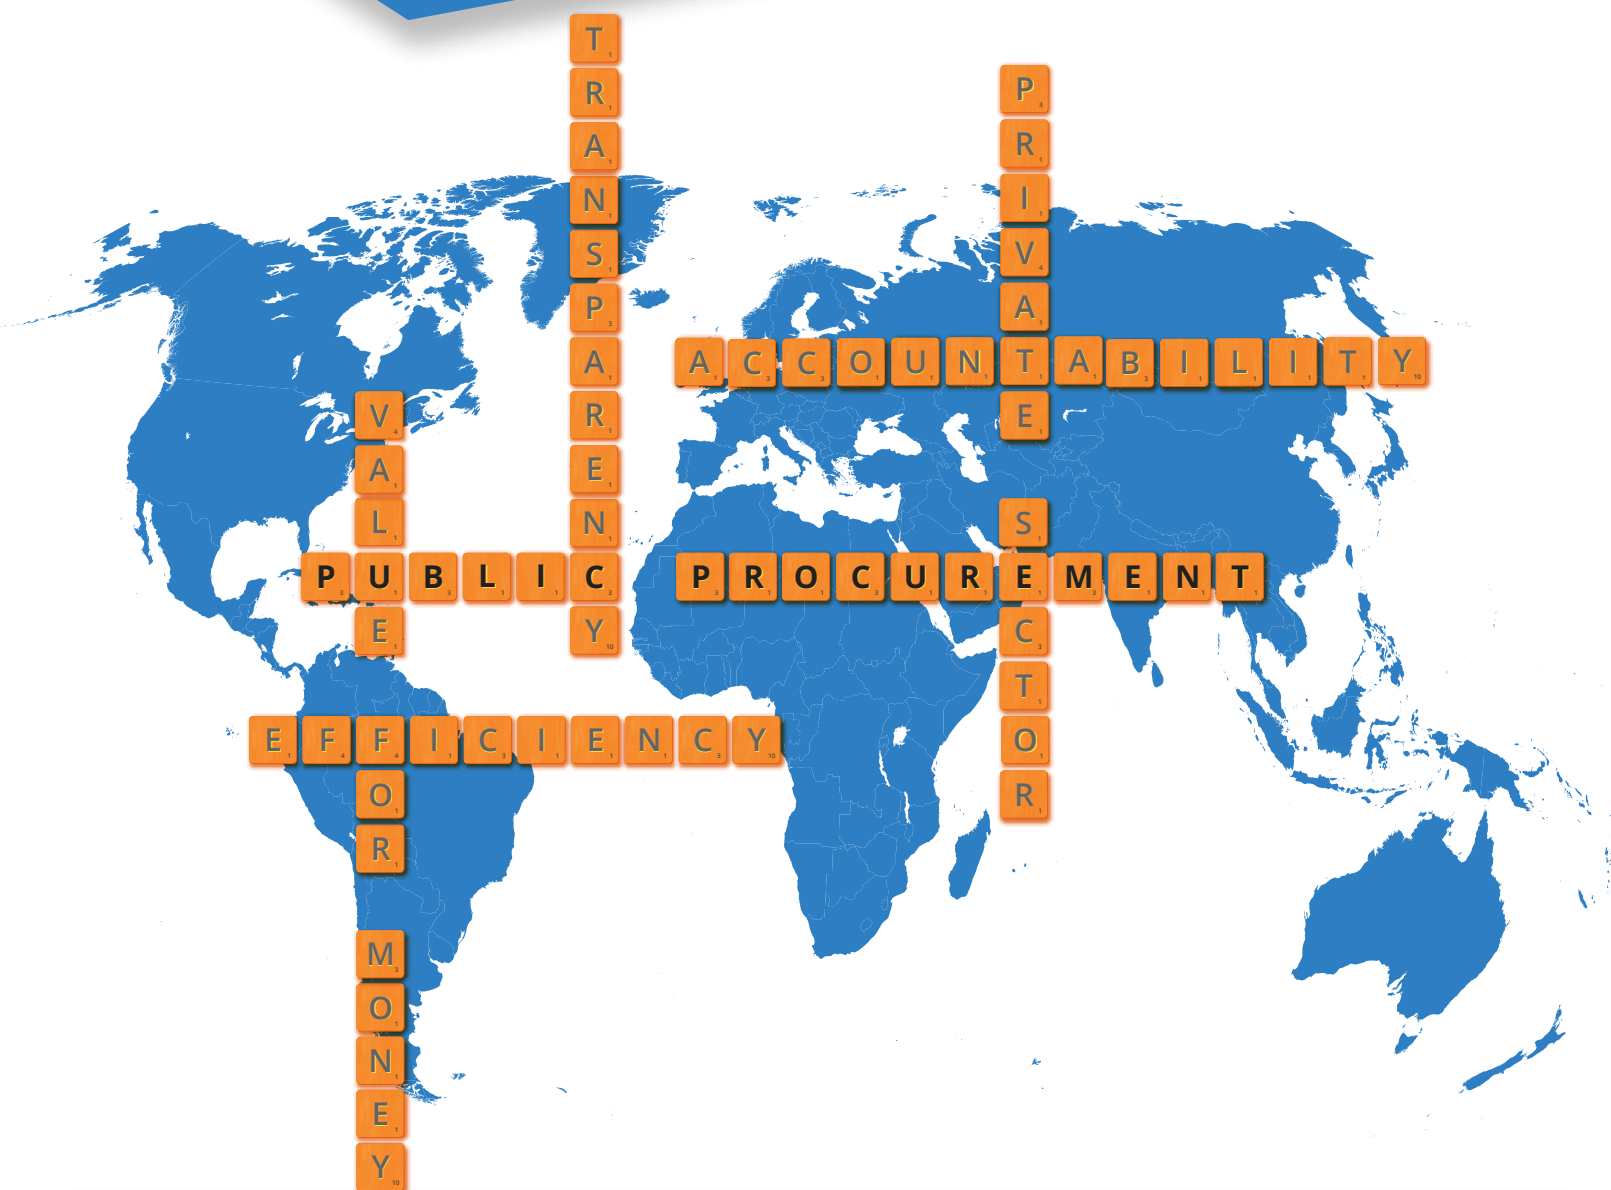 TRANSPARENCY
PRIVATE
ACCOUNTABILITY
VALUE
SECTOR
PUBLIC PROCUREMENT
EFFICIENCY
FOR
MONEY